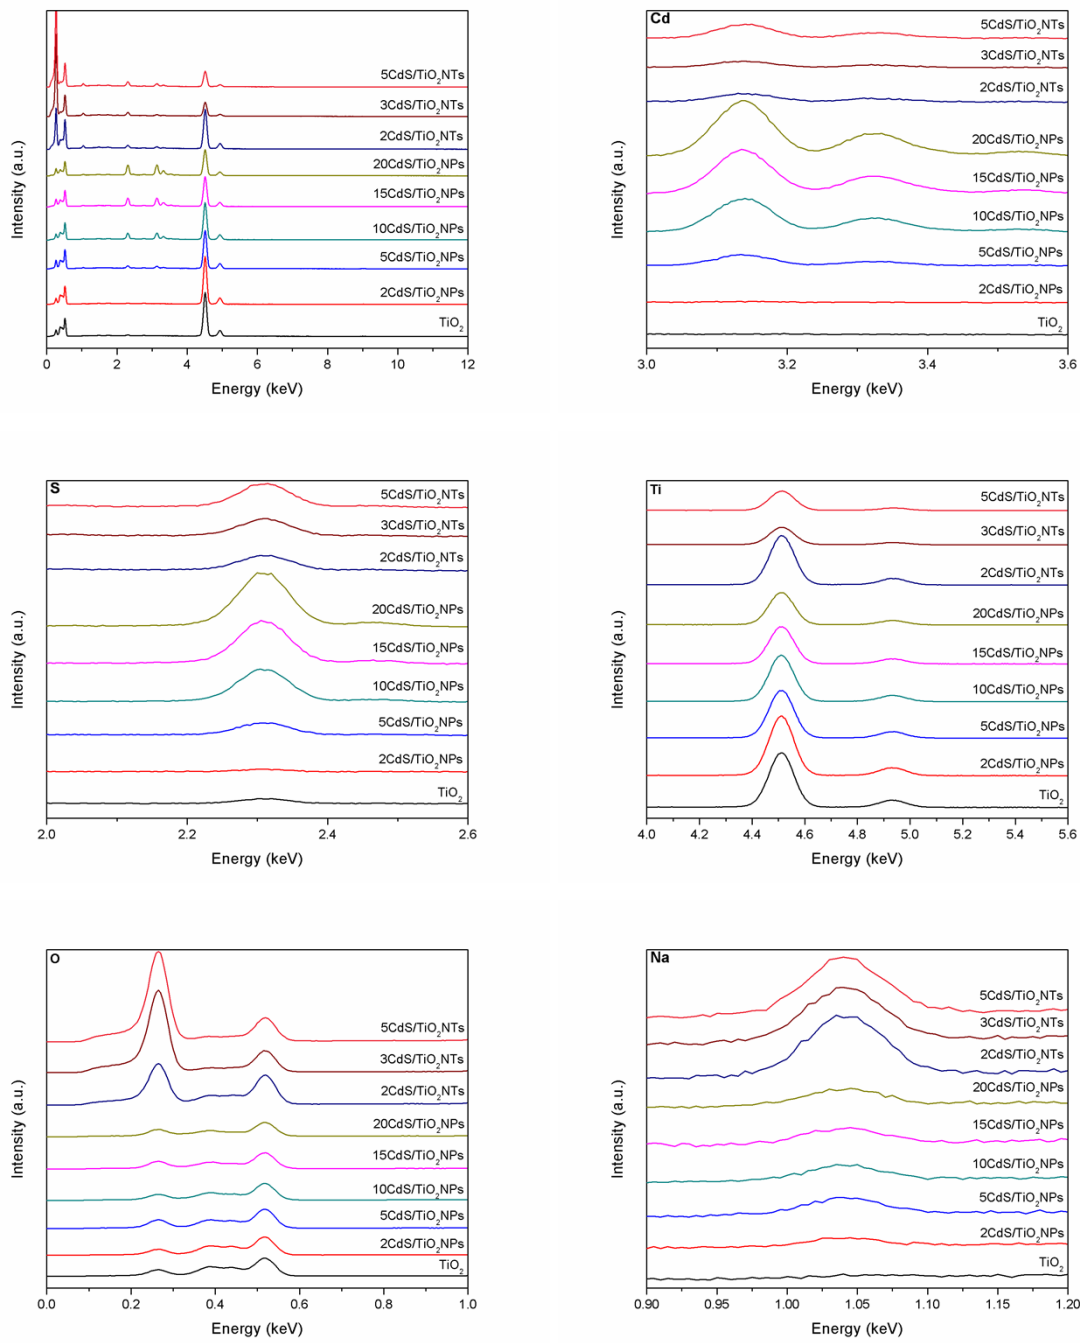 Intensity (a.u.)
5CdS/TiO₂NTs
3CdS/TiO₂NTs
2CdS/TiO₂NTs
20CdS/TiO₂NPs
15CdS/TiO₂NPs
10CdS/TiO₂NPs
5CdS/TiO₂NPs
2CdS/TiO₂NPs
TiO₂
0 2 4 6 8 10 12
Energy (keV)
Cd
Intensity (a.u.)
5CdS/TiO₂NTs
3CdS/TiO₂NTs
2CdS/TiO₂NTs
20CdS/TiO₂NPs
15CdS/TiO₂NPs
10CdS/TiO₂NPs
5CdS/TiO₂NPs
2CdS/TiO₂NPs
TiO₂
3.0 3.2 3.4 3.6
Energy (keV)
S
Intensity (a.u.)
5CdS/TiO₂NTs
3CdS/TiO₂NTs
2CdS/TiO₂NTs
20CdS/TiO₂NPs
15CdS/TiO₂NPs
10CdS/TiO₂NPs
5CdS/TiO₂NPs
2CdS/TiO₂NPs
TiO₂
2.0 2.2 2.4 2.6
Energy (keV)
Ti
Intensity (a.u.)
5CdS/TiO₂NTs
3CdS/TiO₂NTs
2CdS/TiO₂NTs
20CdS/TiO₂NPs
15CdS/TiO₂NPs
10CdS/TiO₂NPs
5CdS/TiO₂NPs
2CdS/TiO₂NPs
TiO₂
4.0 4.2 4.4 4.6 4.8 5.0 5.2 5.4 5.6
Energy (keV)
O
Intensity (a.u.)
5CdS/TiO₂NTs
3CdS/TiO₂NTs
2CdS/TiO₂NTs
20CdS/TiO₂NPs
15CdS/TiO₂NPs
10CdS/TiO₂NPs
5CdS/TiO₂NPs
2CdS/TiO₂NPs
TiO₂
0.0 0.2 0.4 0.6 0.8 1.0
Energy (keV)
Na
Intensity (a.u.)
5CdS/TiO₂NTs
3CdS/TiO₂NTs
2CdS/TiO₂NTs
20CdS/TiO₂NPs
15CdS/TiO₂NPs
10CdS/TiO₂NPs
5CdS/TiO₂NPs
2CdS/TiO₂NPs
TiO₂
0.90 0.95 1.00 1.05 1.10 1.15 1.20
Energy (keV)